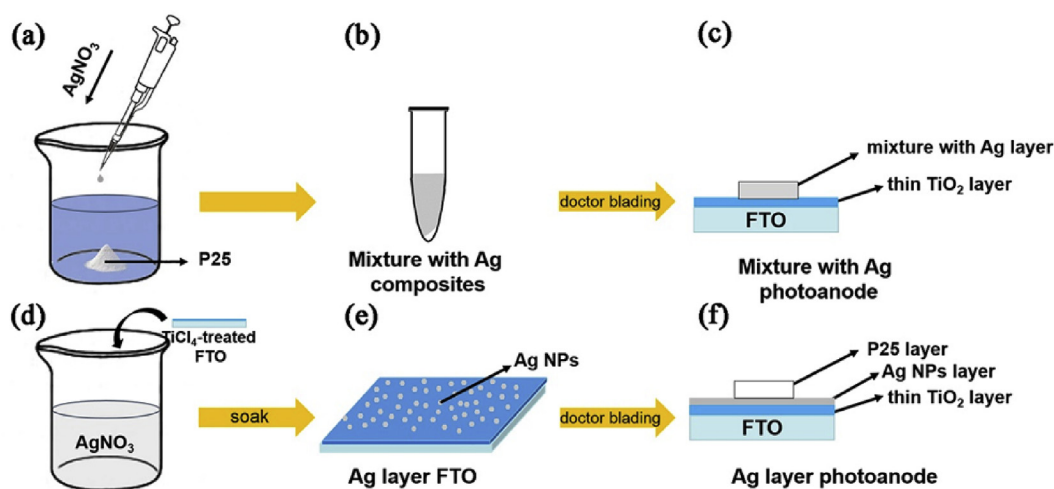 (a)
AgNO₃
P25
(b)
Mixture with Ag
composites
doctor blading
(c)
mixture with Ag layer
thin TiO₂ layer
FTO
Mixture with Ag
photoanode
(d)
TiCl₄-treated
FTO
AgNO₃
soak
(e)
Ag NPs
Ag layer FTO
doctor blading
(f)
P25 layer
Ag NPs layer
thin TiO₂ layer
FTO
Ag layer photoanode